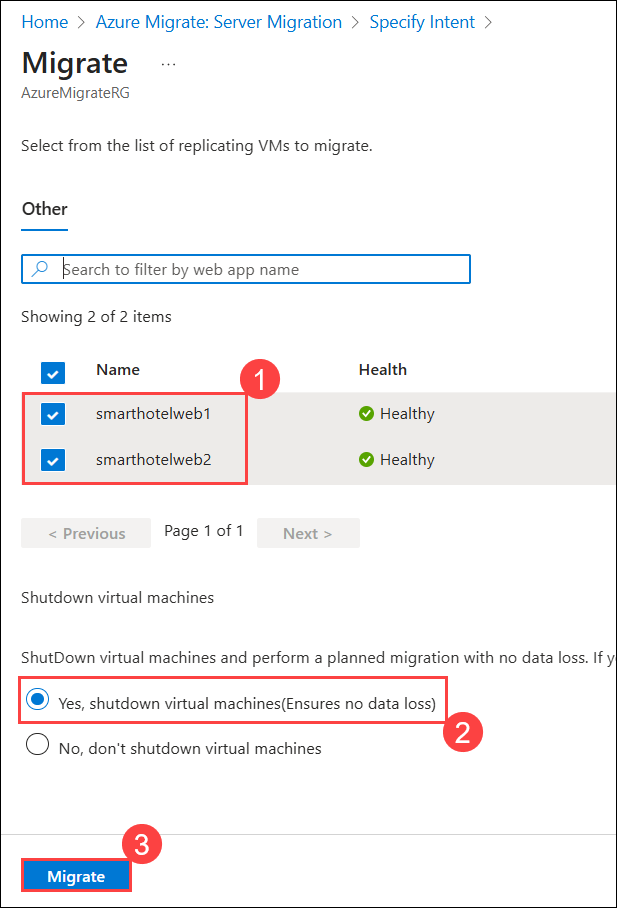 Home > Azure Migrate: Server Migration > Specify Intent >
Migrate ...
AzureMigrateRG
Select from the list of replicating VMs to migrate.
Other
Search to filter by web app name
Showing 2 of 2 items
Name Health
1
smarthotelweb1 Healthy
smarthotelweb2 Healthy
< Previous Page 1 of 1 Next >
Shutdown virtual machines
ShutDown virtual machines and perform a planned migration with no data loss. If
Yes, shutdown virtual machines(Ensures no data loss)
2
No, don't shutdown virtual machines
3
Migrate